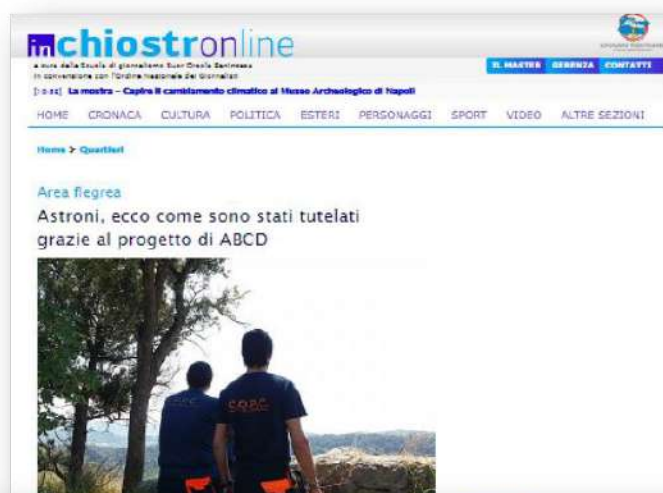 inchiostronline
a cura della Scuola di giornalismo Suor Orsola Benincasa
in convenzione con l'Ordine Nazionale dei Giornalisti
IL MASTER GERENZA CONTATTI
La mostra – Capire il cambiamento climatico al Museo Archeologico di Napoli
HOME CRONACA CULTURA POLITICA ESTERI PERSONAGGI SPORT VIDEO ALTRE SEZIONI
Home > Quartieri
Area flegrea
Astroni, ecco come sono stati tutelati
grazie al progetto di ABCD